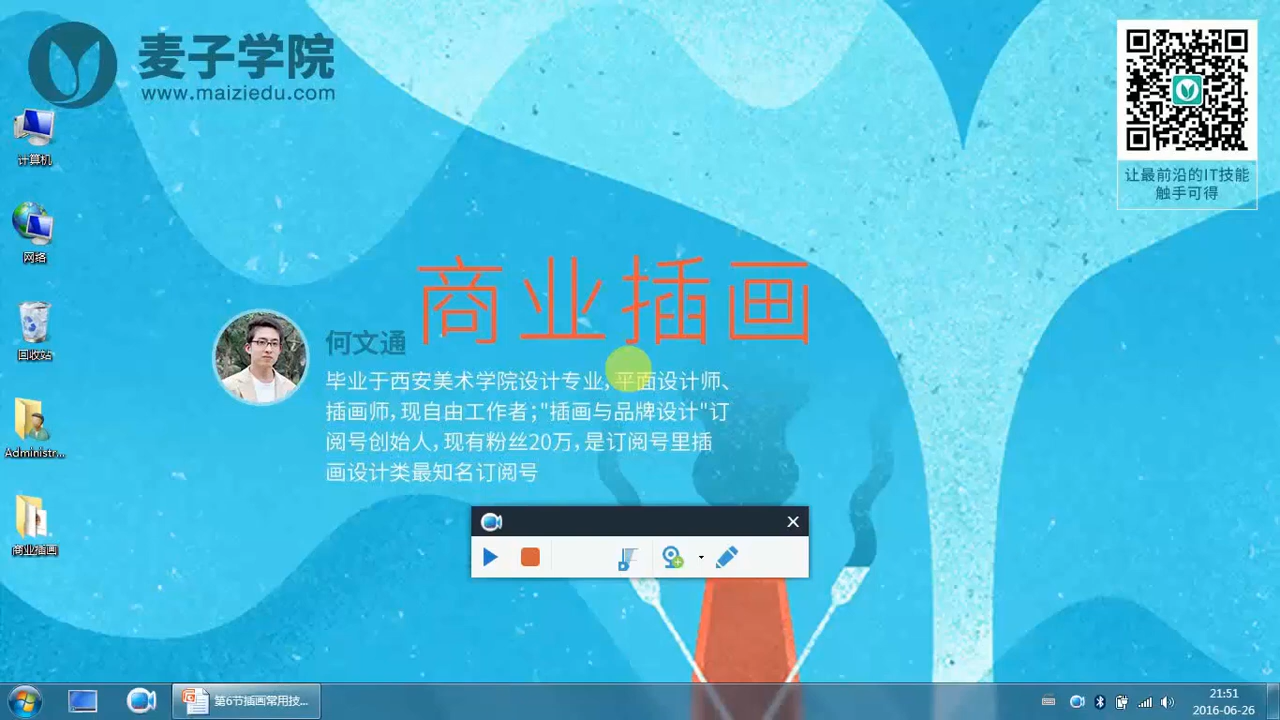 麦子学院
www.maiziedu.com
让最前沿的IT技能
触手可得
计算机
网络
回收站
Administr...
商业插画
商业插画
何文通
毕业于西安美术学院设计专业,平面设计师、
插画师,现自由工作者;"插画与品牌设计"订
阅号创始人,现有粉丝20万,是订阅号里插
画设计类最知名订阅号
第6节插画常用技...
21:51
2016-06-26